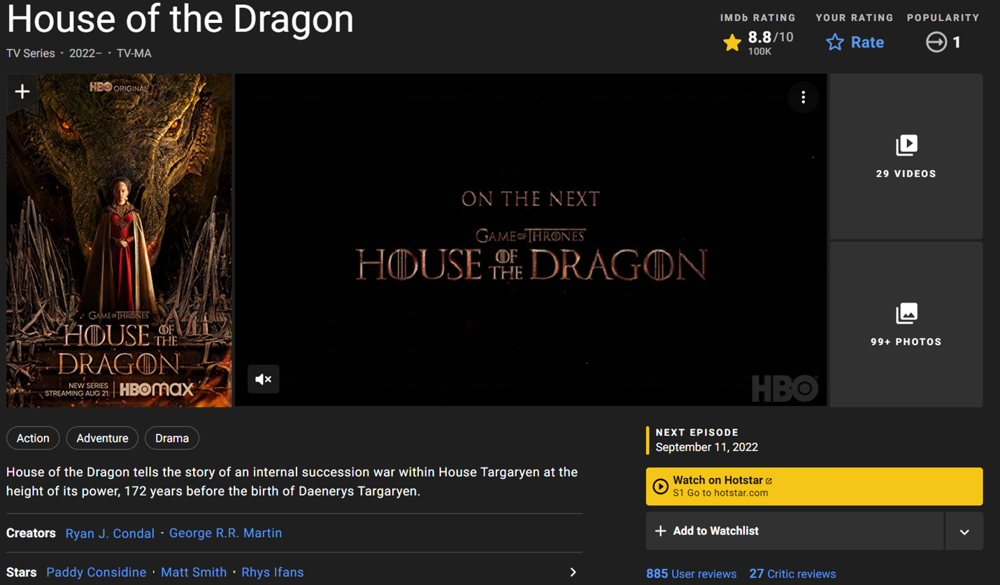 House of the Dragon
TV Series · 2022– · TV-MA
IMDb RATING
8.8/10
100K
YOUR RATING
Rate
POPULARITY
1
HBO ORIGINAL
GAME OF THRONES
HOUSE OF THE
DRAGON
NEW SERIES
STREAMING AUG 21
HBOMAX
ON THE NEXT
GAME OF THRONES
HOUSE OF THE DRAGON
HBO
29 VIDEOS
99+ PHOTOS
Action
Adventure
Drama
House of the Dragon tells the story of an internal succession war within House Targaryen at the
height of its power, 172 years before the birth of Daenerys Targaryen.
Creators Ryan J. Condal · George R.R. Martin
Stars Paddy Considine · Matt Smith · Rhys Ifans
NEXT EPISODE
September 11, 2022
Watch on Hotstar
S1 Go to hotstar.com
Add to Watchlist
885 User reviews 27 Critic reviews